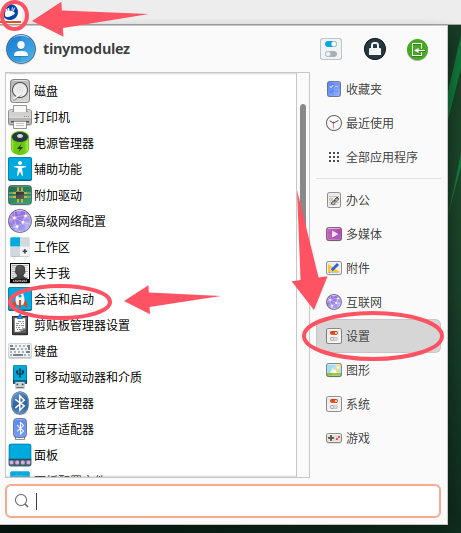 tinymodulez
磁盘
打印机
电源管理器
辅助功能
附加驱动
高级网络配置
工作区
关于我
会话和启动
剪贴板管理器设置
键盘
可移动驱动器和介质
蓝牙管理器
蓝牙适配器
面板
收藏夹
最近使用
全部应用程序
办公
多媒体
附件
互联网
设置
图形
系统
游戏